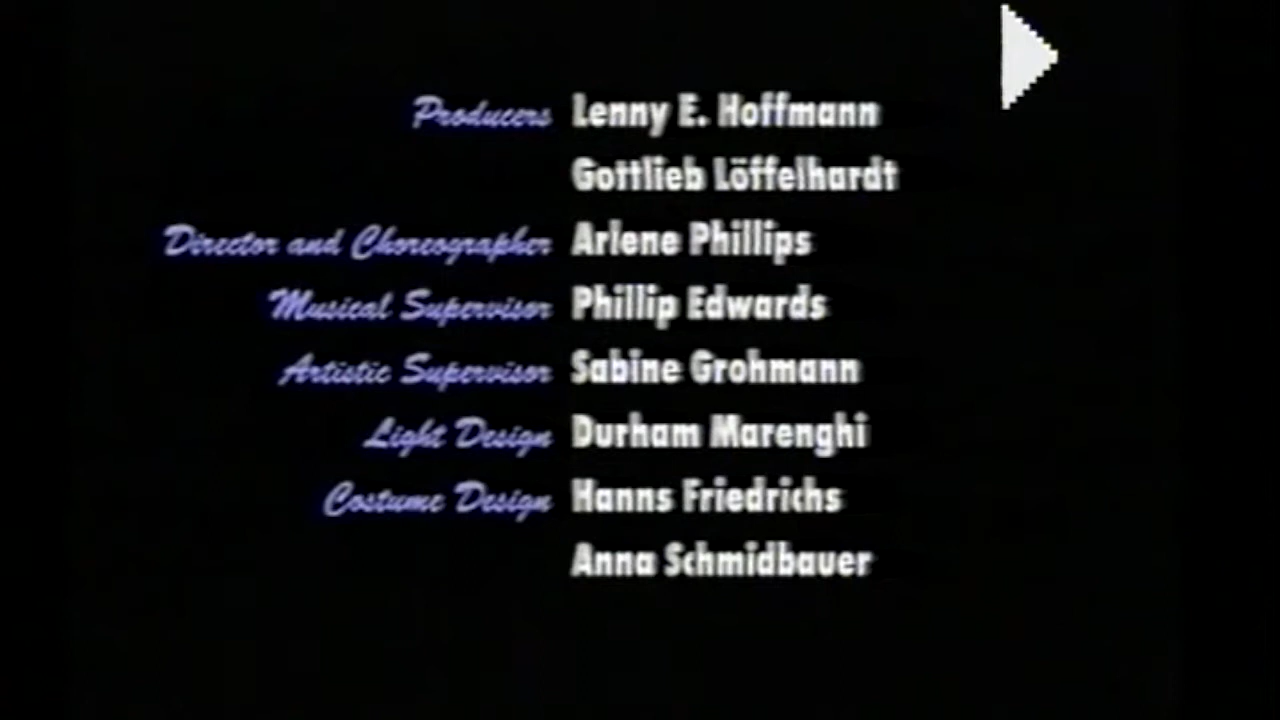 Producers Lenny E. Hoffmann
Gottlieb Löffelhardt
Director and Choreographer Arlene Phillips
Musical Supervisor Phillip Edwards
Artistic Supervisor Sabine Grohmann
Light Design Durham Marenghi
Costume Design Hanns Friedrichs
Anna Schmidbauer